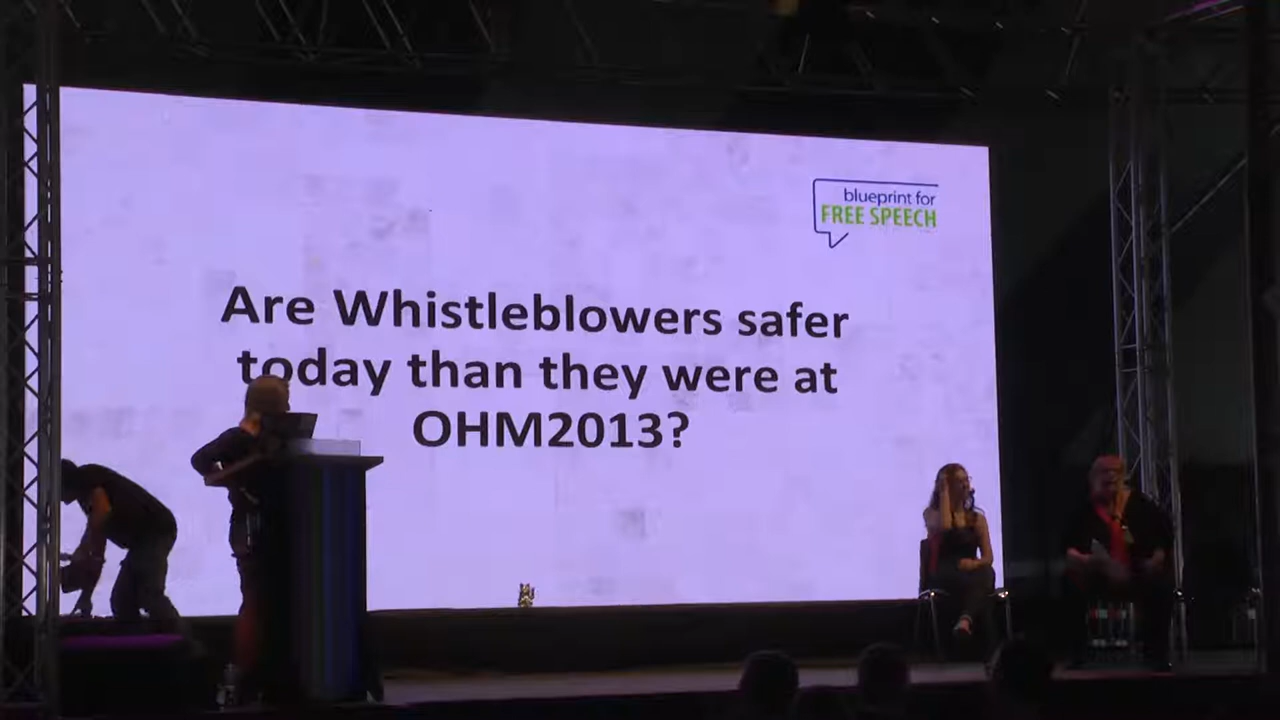 blueprint for
FREE SPEECH
Are Whistleblowers safer
today than they were at
OHM2013?